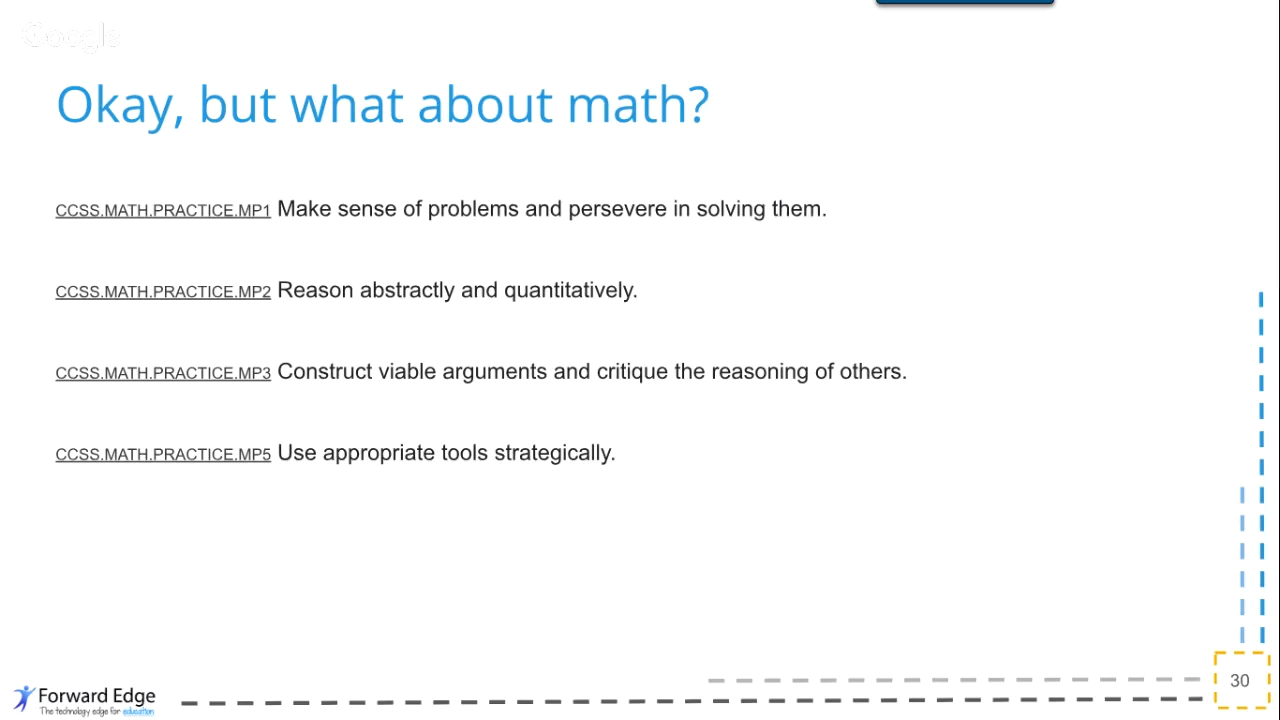 Google
Okay, but what about math?
CCSS.MATH.PRACTICE.MP1 Make sense of problems and persevere in solving them.
CCSS.MATH.PRACTICE.MP2 Reason abstractly and quantitatively.
CCSS.MATH.PRACTICE.MP3 Construct viable arguments and critique the reasoning of others.
CCSS.MATH.PRACTICE.MP5 Use appropriate tools strategically.
Forward Edge
The technology edge for education
30